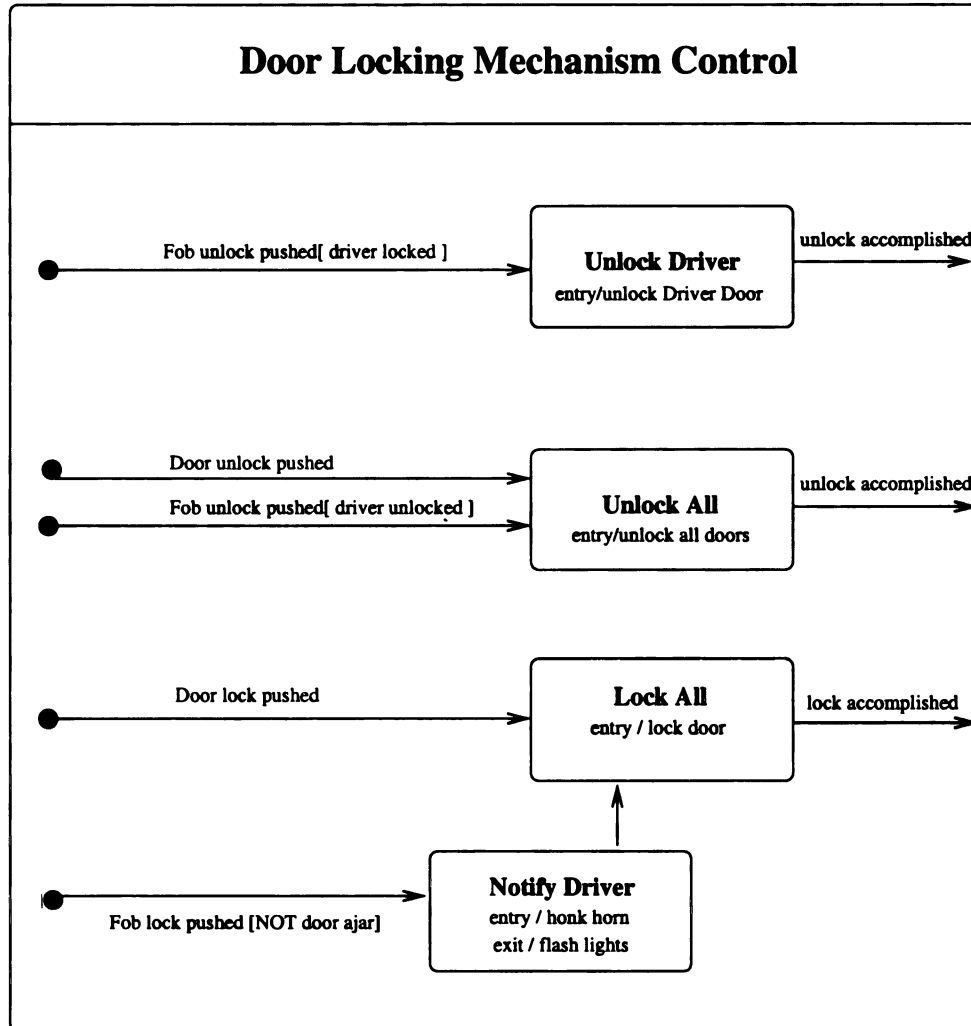 Door Locking Mechanism Control
Fob unlock pushed[ driver locked ]
Unlock Driver
entry/unlock Driver Door
unlock accomplished
Door unlock pushed
Fob unlock pushed[ driver unlocked ]
Unlock All
entry/unlock all doors
unlock accomplished
Door lock pushed
Lock All
entry / lock door
lock accomplished
Fob lock pushed [NOT door ajar]
Notify Driver
entry / honk horn
exit / flash lights